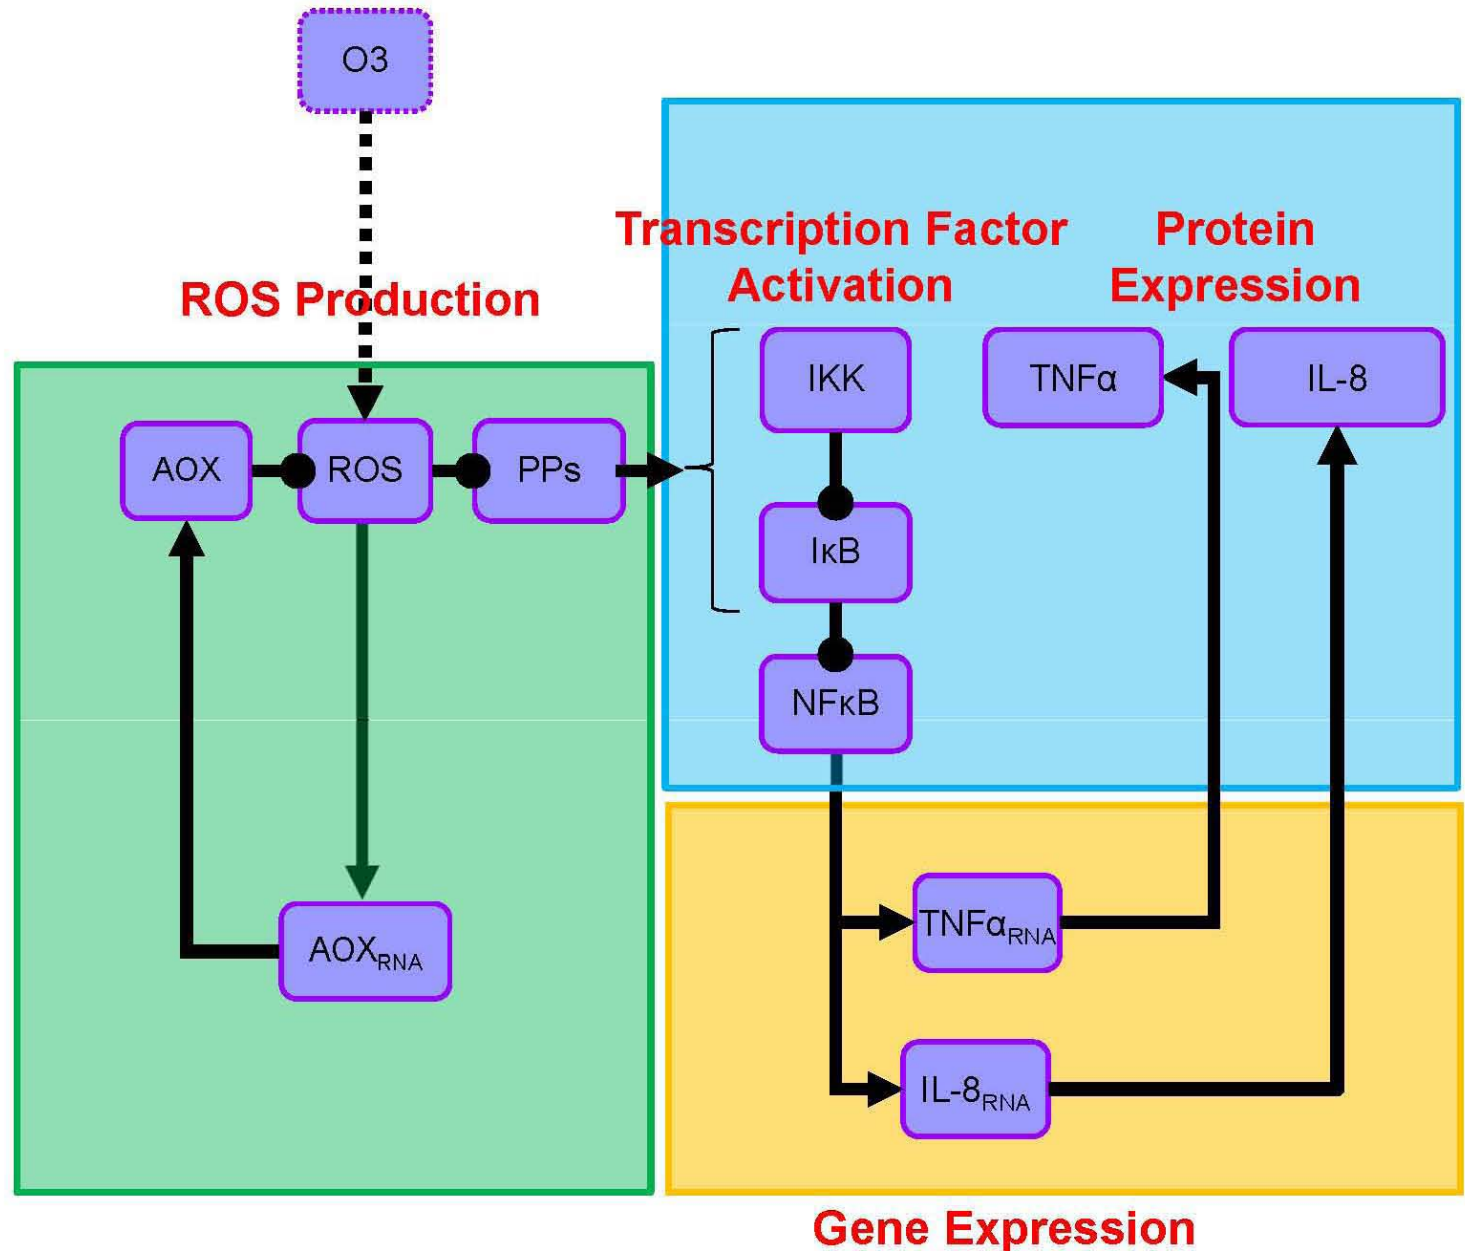 O3
Transcription Factor
Activation
Protein
Expression
ROS Production
IKK
TNFα
IL-8
AOX
ROS
PPs
IκB
NFκB
TNFαRNA
AOXRNA
IL-8RNA
Gene Expression